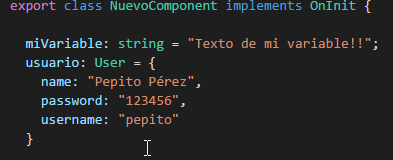 export class NuevoComponent implements OnInit {
miVariable: string = "Texto de mi variable!!";
usuario: User = {
name: "Pepito Pérez",
password: "123456",
username: "pepito"
}